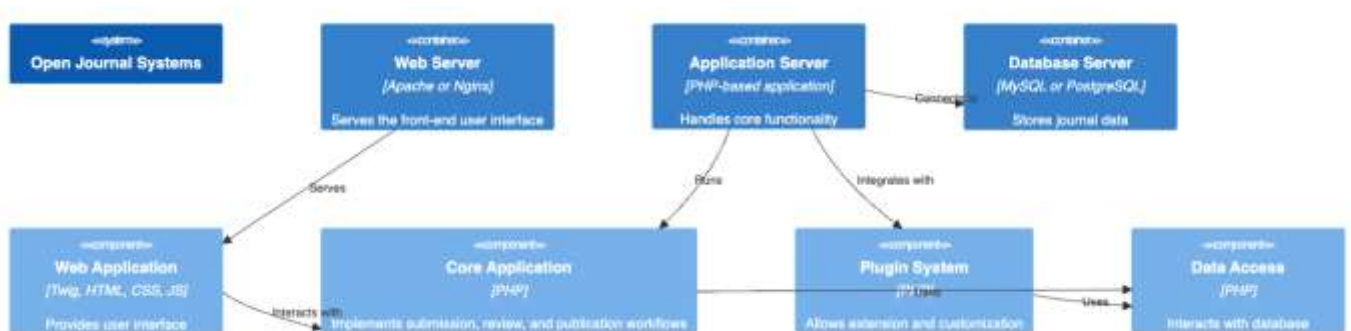 «system»
Open Journal Systems
«container»
Web Server
[Apache or Nginx]
Serves the front-end user interface
«container»
Application Server
[PHP-based application]
Handles core functionality
«container»
Database Server
[MySQL or PostgreSQL]
Stores journal data
Connects
Serves
Runs
Integrates with
«component»
Web Application
[Twig, HTML, CSS, JS]
Provides user interface
Interacts with
«component»
Core Application
[PHP]
Implements submission, review, and publication workflows
«component»
Plugin System
[PHP]
Allows extension and customization
Uses
Uses
«component»
Data Access
[PHP]
Interacts with database